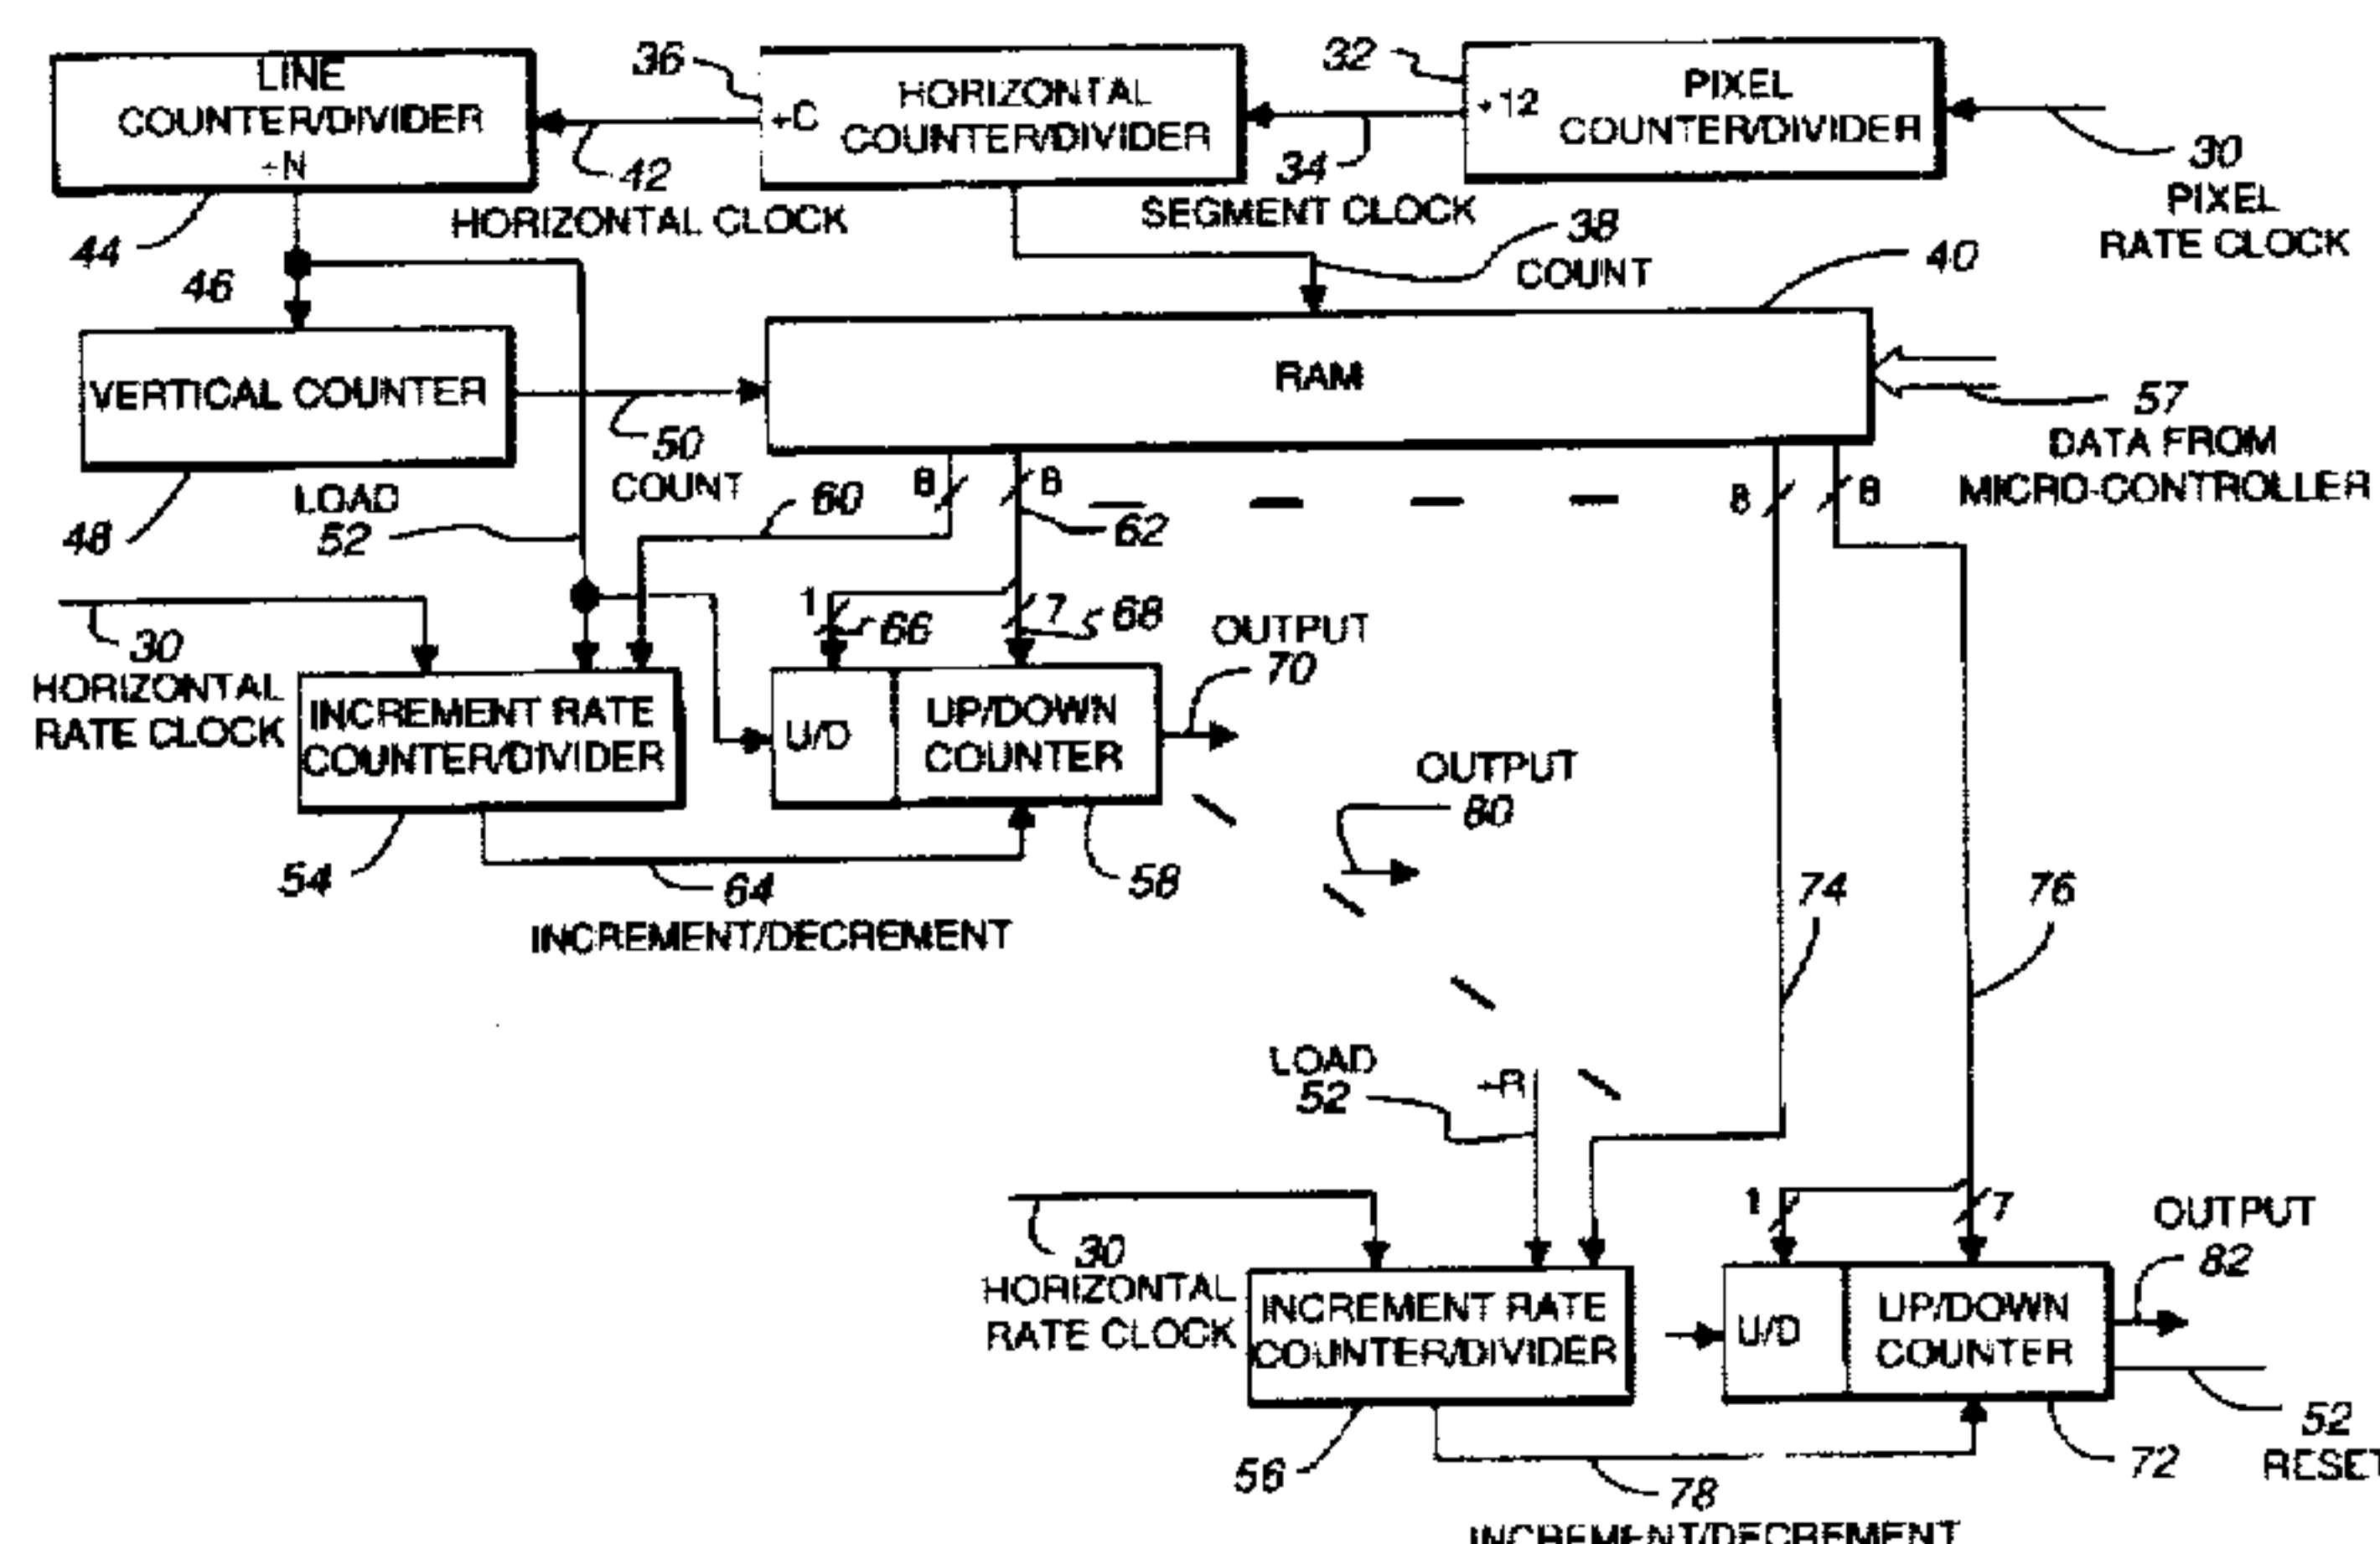 LINE
COUNTER/DIVIDER
÷N
36
÷C
HORIZONTAL
COUNTER/DIVIDER
32
÷12
PIXEL
COUNTER/DIVIDER
30
PIXEL
RATE CLOCK
44
42
HORIZONTAL CLOCK
34
SEGMENT CLOCK
38
COUNT
40
46
VERTICAL COUNTER
RAM
57
DATA FROM
MICRO-CONTROLLER
48
LOAD
52
50
COUNT
60
8
8
62
8
8
30
HORIZONTAL
RATE CLOCK
1
66
7
68
OUTPUT
70
INCREMENT RATE
COUNTER/DIVIDER
U/D
UP/DOWN
COUNTER
OUTPUT
80
54
64
INCREMENT/DECREMENT
58
74
76
LOAD
52
÷R
30
HORIZONTAL
RATE CLOCK
1
7
OUTPUT
82
INCREMENT RATE
COUNTER/DIVIDER
U/D
UP/DOWN
COUNTER
52
RESET
56
78
INCREMENT/DECREMENT
72